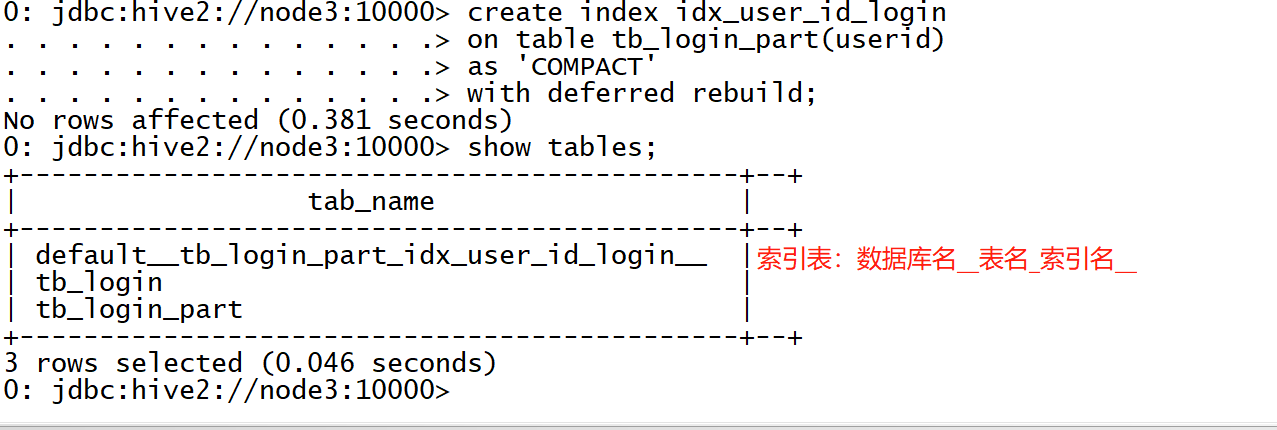 0: jdbc:hive2://node3:10000> create index idx_user_id_login
. . . . . . . . . . . . . .> on table tb_login_part(userid)
. . . . . . . . . . . . . .> as 'COMPACT'
. . . . . . . . . . . . . .> with deferred rebuild;
No rows affected (0.381 seconds)
0: jdbc:hive2://node3:10000> show tables;
+---------------------------------------------+--+
|                  tab_name                   |
+---------------------------------------------+--+
| default__tb_login_part_idx_user_id_login__  | 索引表：数据库名__表名_索引名__
| tb_login                                    |
| tb_login_part                               |
+---------------------------------------------+--+
3 rows selected (0.046 seconds)
0: jdbc:hive2://node3:10000>